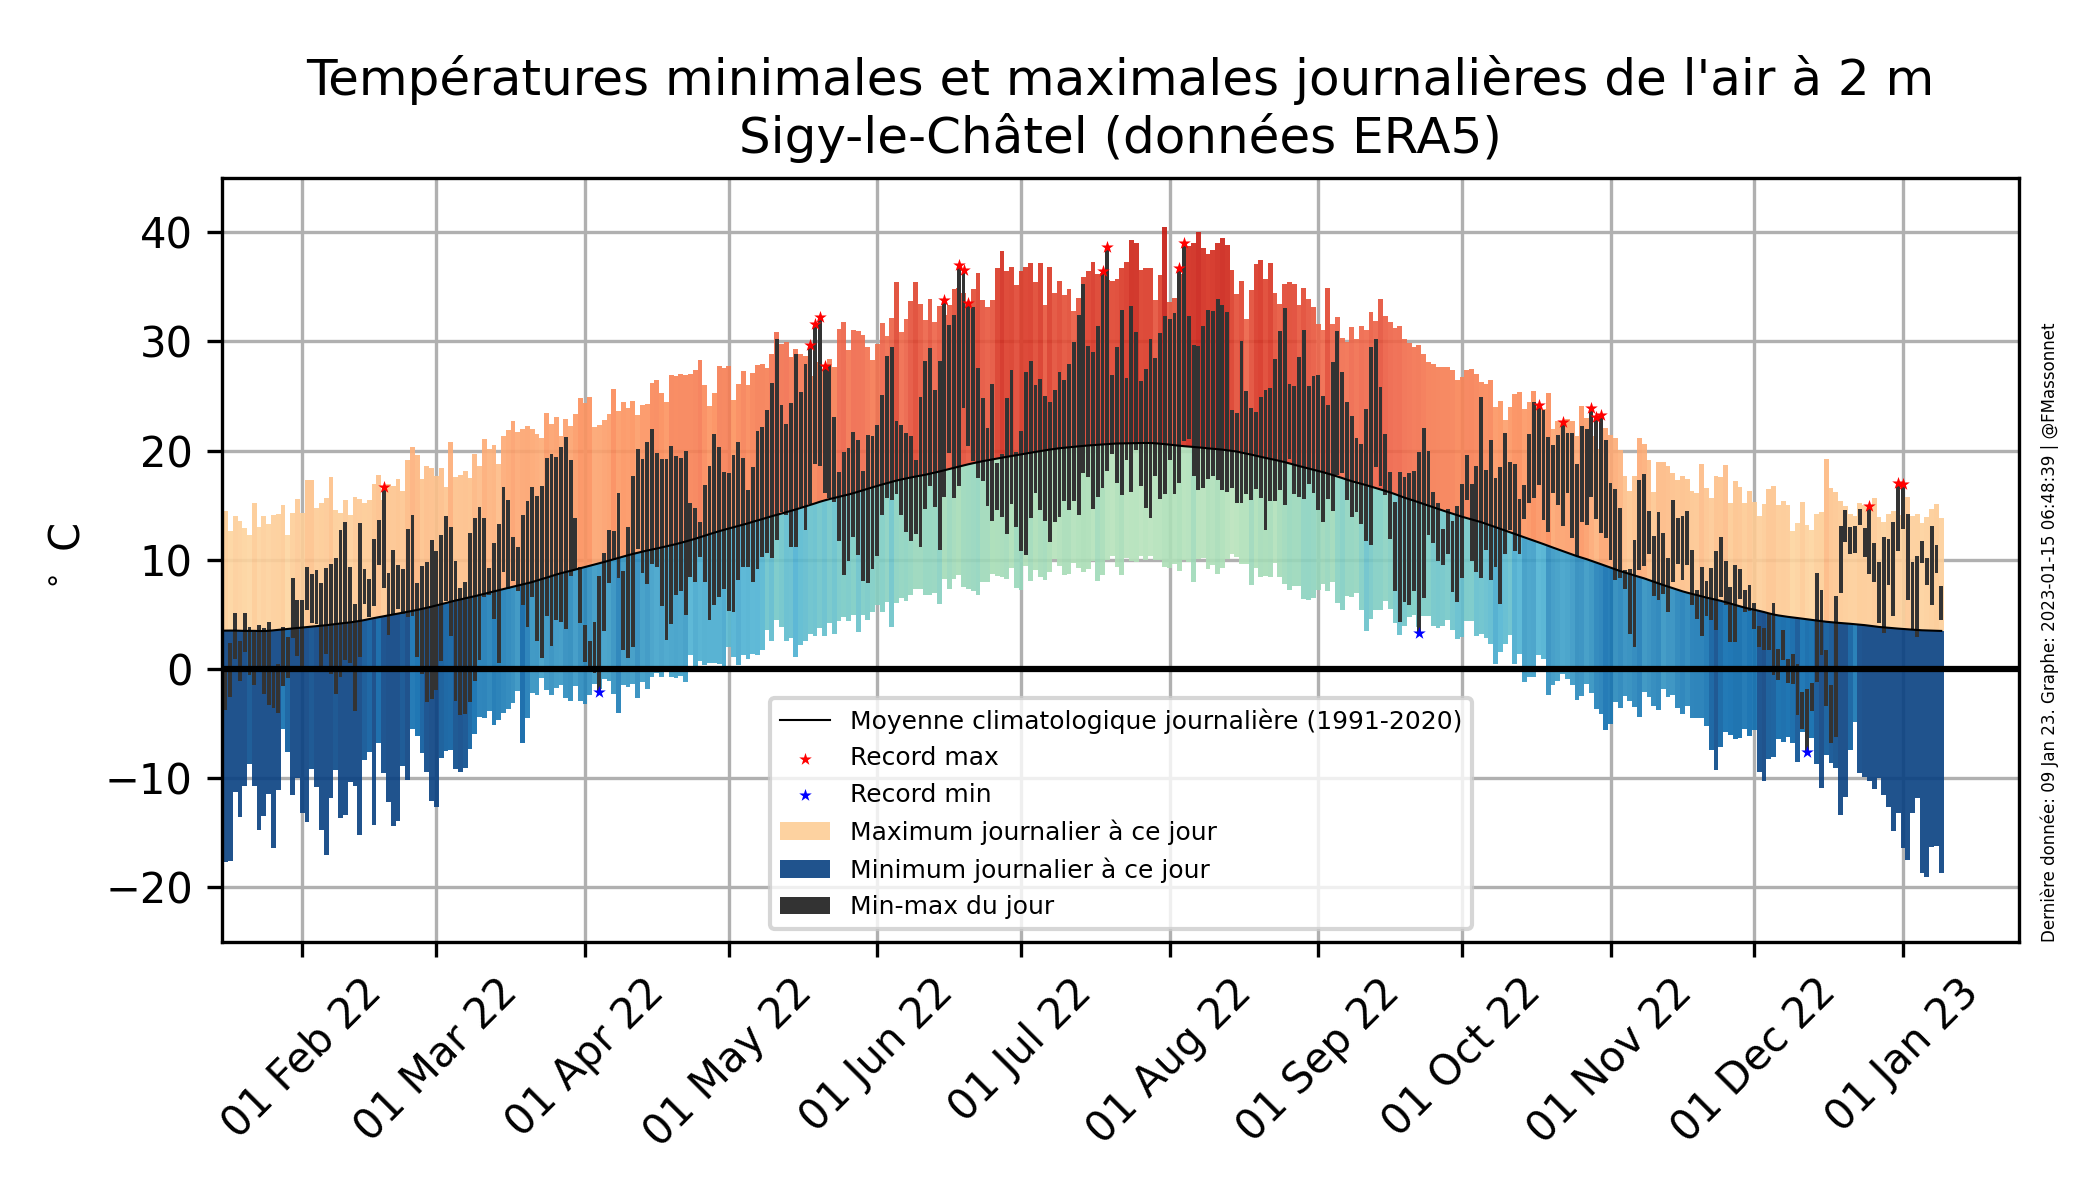 Températures minimales et maximales journalières de l'air à 2 m
Sigy-le-Châtel (données ERA5)
40
30
20
10
0
−10
−20
° C
Moyenne climatologique journalière (1991-2020)
Record max
Record min
Maximum journalier à ce jour
Minimum journalier à ce jour
Min-max du jour
01 Feb 22
01 Mar 22
01 Apr 22
01 May 22
01 Jun 22
01 Jul 22
01 Aug 22
01 Sep 22
01 Oct 22
01 Nov 22
01 Dec 22
01 Jan 23
Dernière donnée: 09 Jan 23. Graphe: 2023-01-15 06:48:39 | @FMassonnet